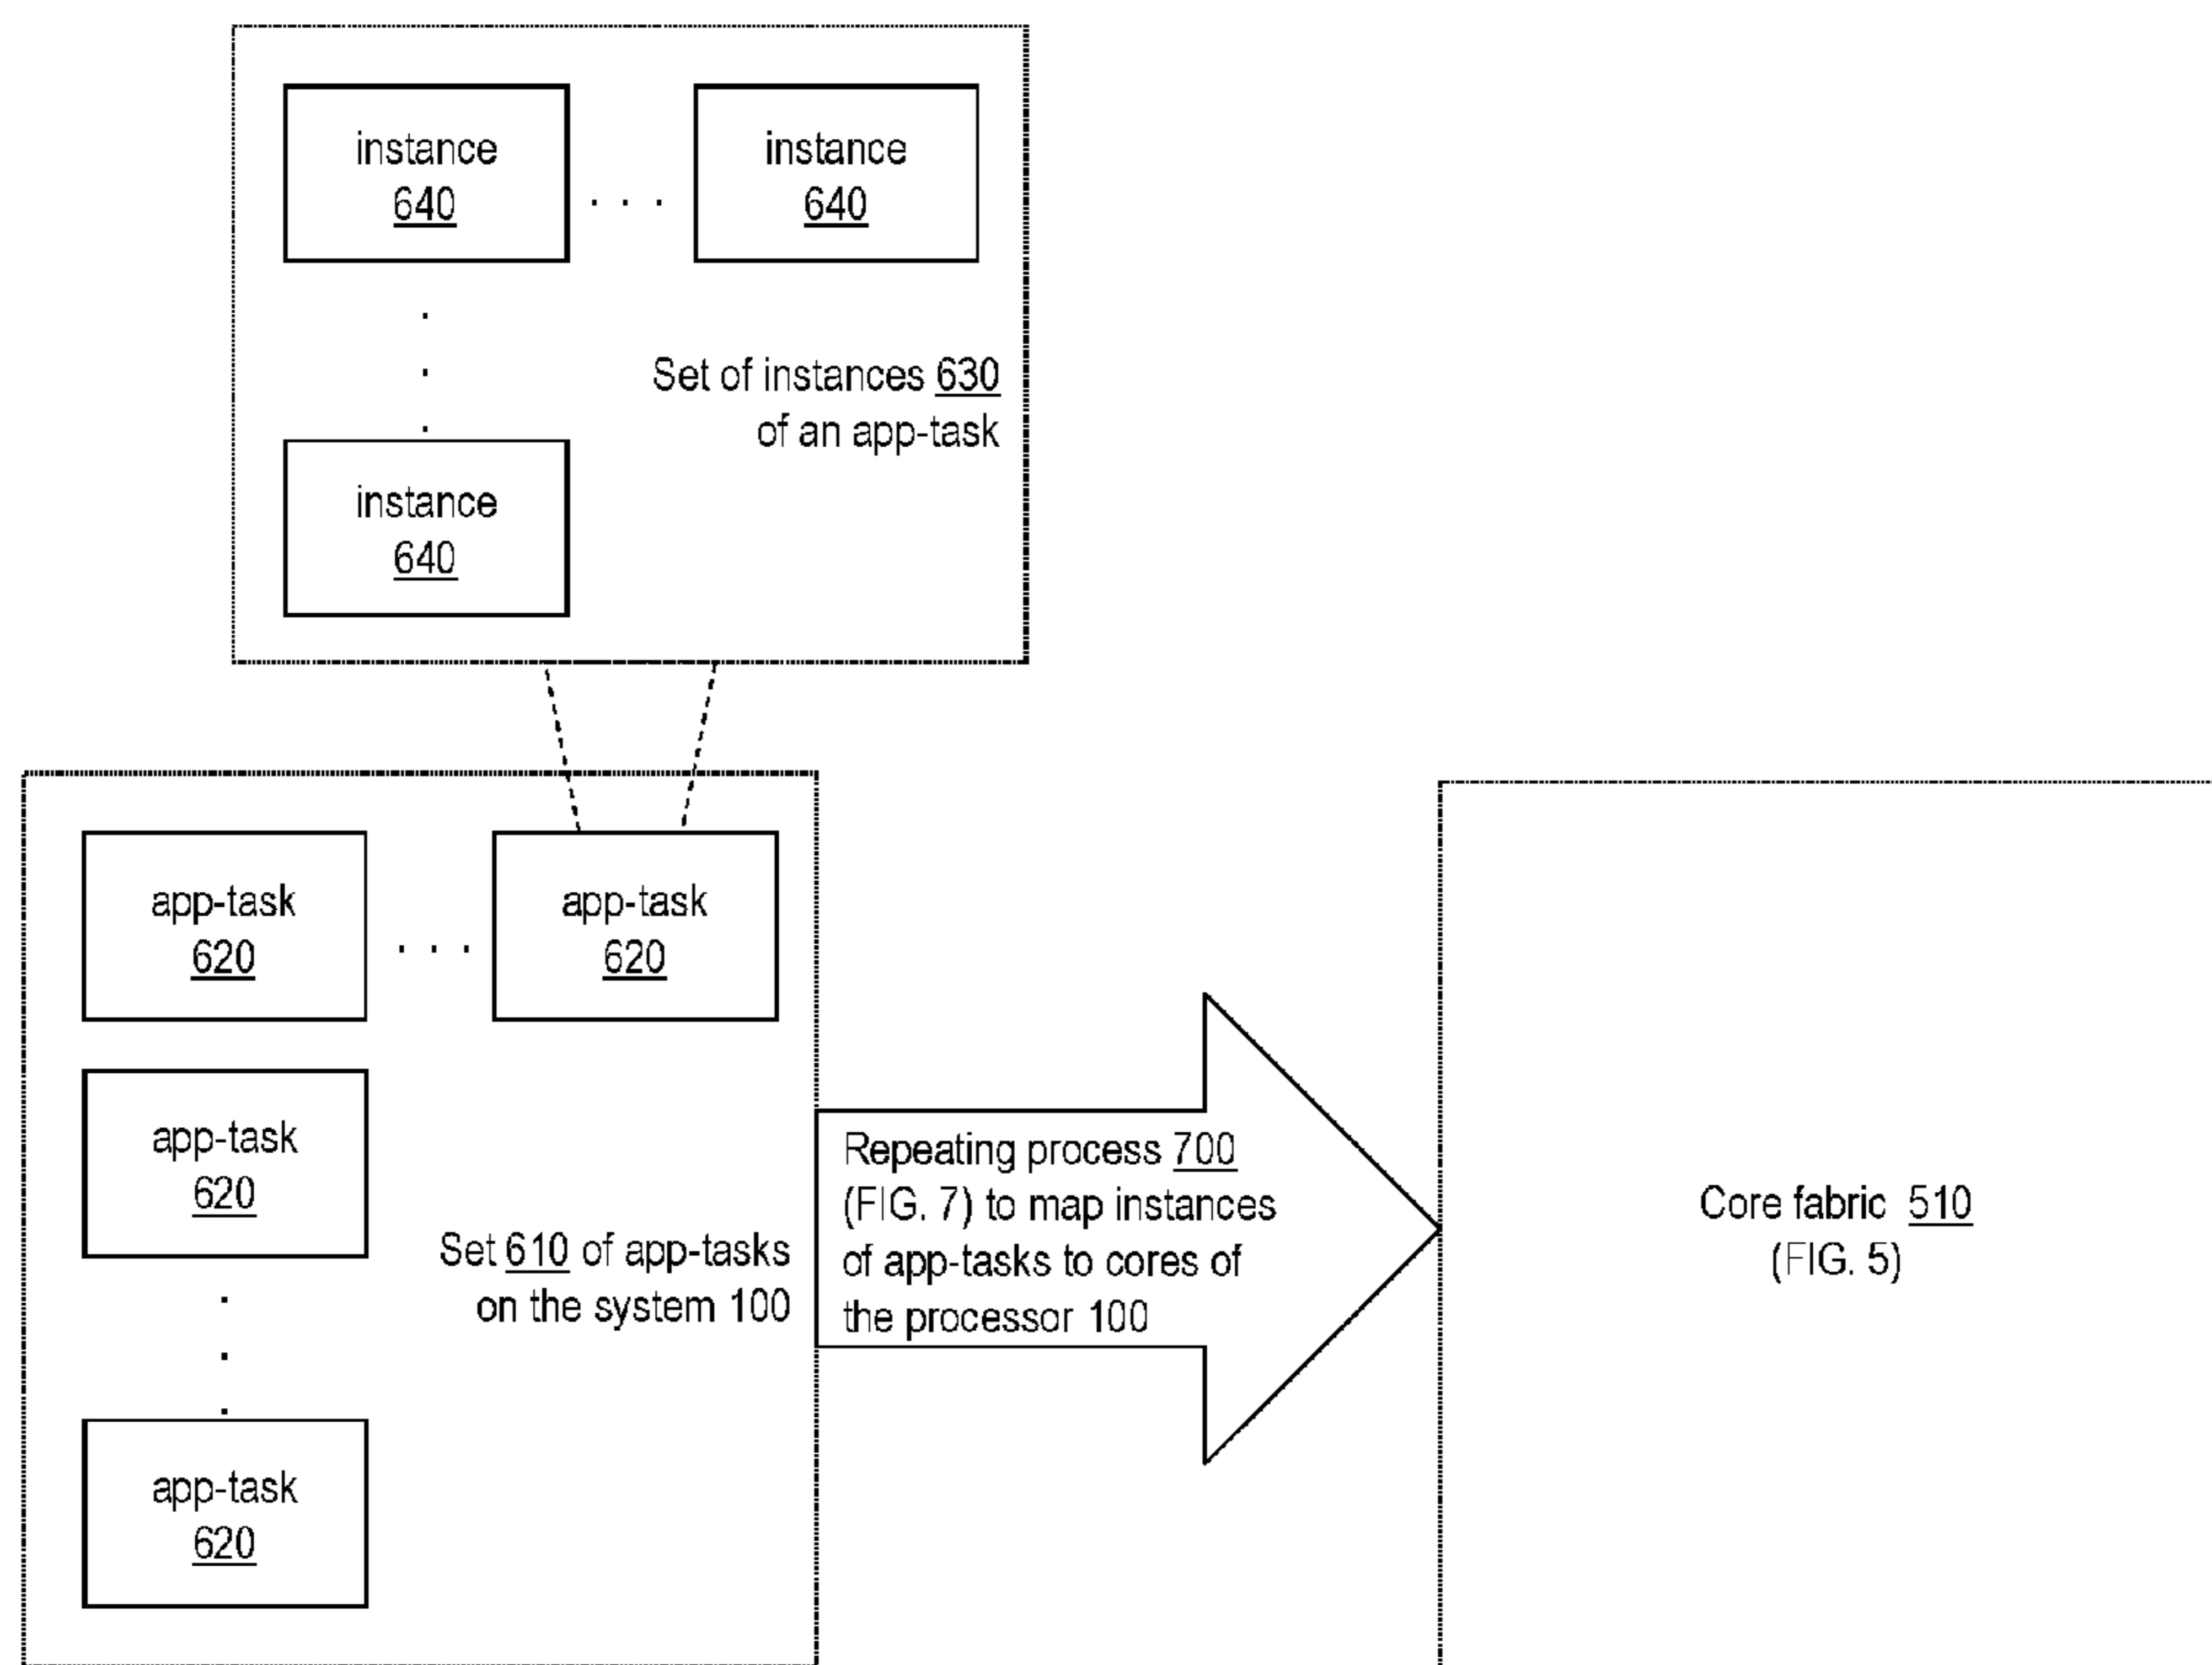 instance
640
. . .
instance
640
.
.
.
Set of instances 630
of an app-task
instance
640
app-task
620
. . .
app-task
620
app-task
620
Set 610 of app-tasks
on the system 100
.
.
.
app-task
620
Repeating process 700
(FIG. 7) to map instances
of app-tasks to cores of
the processor 100
Core fabric 510
(FIG. 5)